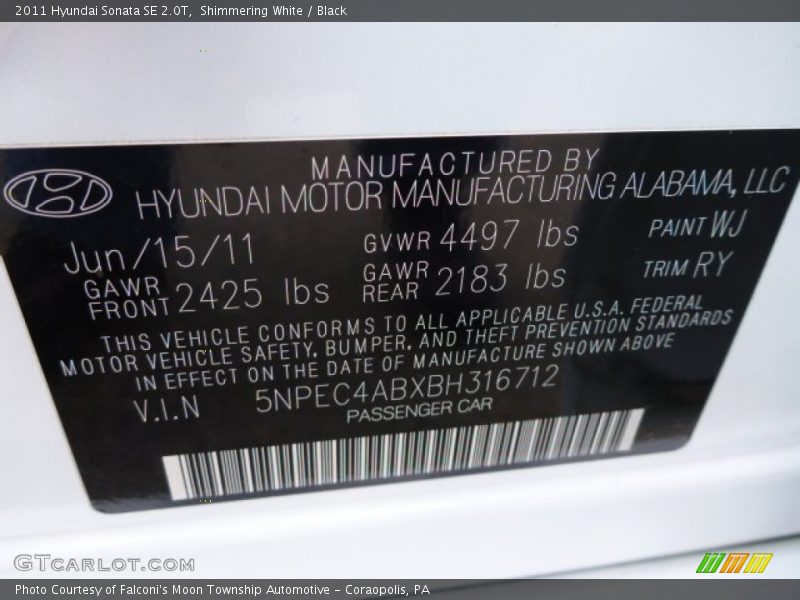 2011 Hyundai Sonata SE 2.0T,  Shimmering White / Black
MANUFACTURED BY
HYUNDAI MOTOR MANUFACTURING ALABAMA, LLC
Jun/15/11 GVWR 4497 lbs PAINT WJ
GAWR FRONT 2425 lbs GAWR REAR 2183 lbs TRIM RY
THIS VEHICLE CONFORMS TO ALL APPLICABLE U.S.A. FEDERAL
MOTOR VEHICLE SAFETY, BUMPER, AND THEFT PREVENTION STANDARDS
IN EFFECT ON THE DATE OF MANUFACTURE SHOWN ABOVE
V.I.N 5NPEC4ABXBH316712
PASSENGER CAR
GTCARLOT.COM
Photo Courtesy of Falconi's Moon Township Automotive - Coraopolis, PA